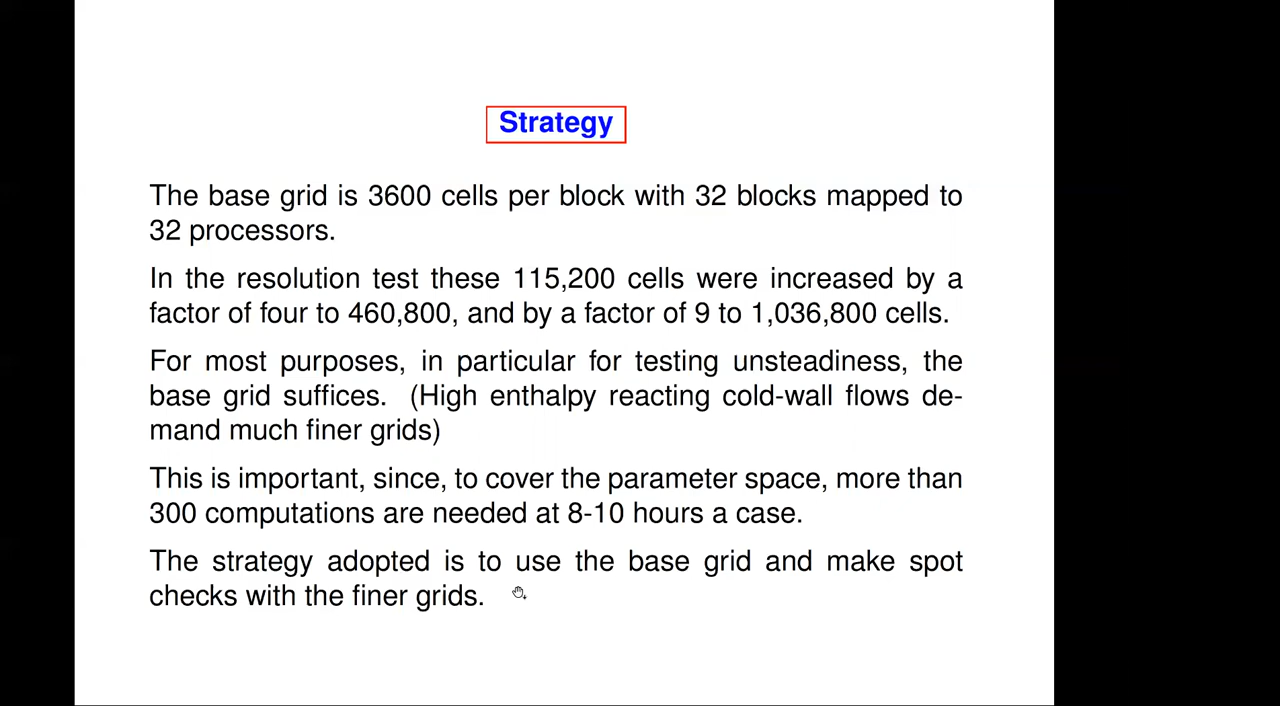 Strategy
The base grid is 3600 cells per block with 32 blocks mapped to
32 processors.
In the resolution test these 115,200 cells were increased by a
factor of four to 460,800, and by a factor of 9 to 1,036,800 cells.
For most purposes, in particular for testing unsteadiness, the
base grid suffices. (High enthalpy reacting cold-wall flows de-
mand much finer grids)
This is important, since, to cover the parameter space, more than
300 computations are needed at 8-10 hours a case.
The strategy adopted is to use the base grid and make spot
checks with the finer grids.